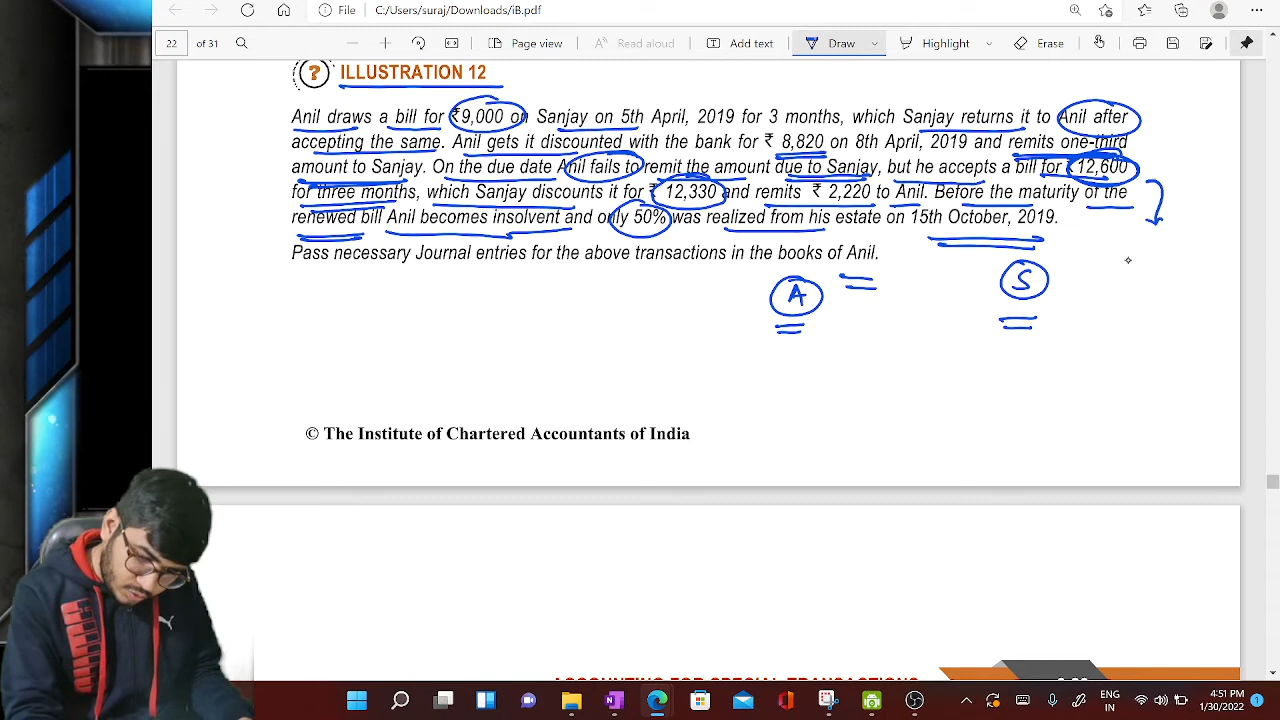 File C:/Users/suraj/Downloads/iB.pdf
22 of 31 Page view Read aloud Add text Draw Highlight Erase
? ILLUSTRATION 12
Anil draws a bill for ₹9,000 on Sanjay on 5th April, 2019 for 3 months, which Sanjay returns it to Anil after
accepting the same. Anil gets it discounted with the bank for ₹ 8,820 on 8th April, 2019 and remits one-third
amount to Sanjay. On the due date Anil fails to remit the amount due to Sanjay, but he accepts a bill for ₹12,600
for three months, which Sanjay discounts it for ₹ 12,330 and remits ₹ 2,220 to Anil. Before the maturity of the
renewed bill Anil becomes insolvent and only 50% was realized from his estate on 15th October, 2019.
Pass necessary Journal entries for the above transactions in the books of Anil.
A S
© The Institute of Chartered Accountants of India
ACCOUNTING FOR SPECIAL TRANSACTIONS
ENG 4:51 PM
IN 1/30/2022